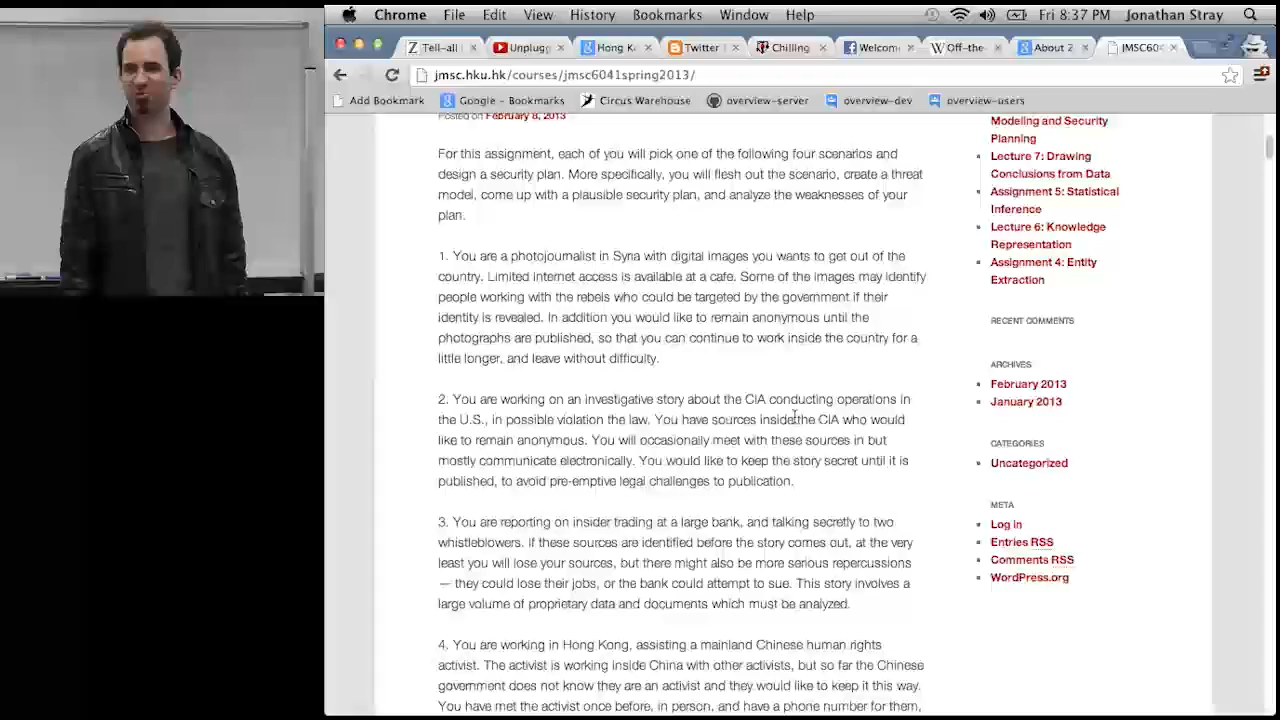 Chrome File Edit View History Bookmarks Window Help Fri 8:37 PM Jonathan Stray
Tell-all Unplugg Hong K Twitter Chilling Welcom Off-the- About 2 JMSC60
jmsc.hku.hk/courses/jmsc6041spring2013/
Add Bookmark Google - Bookmarks Circus Warehouse overview-server overview-dev overview-users
Posted on February 8, 2013
For this assignment, each of you will pick one of the following four scenarios and
design a security plan. More specifically, you will flesh out the scenario, create a threat
model, come up with a plausible security plan, and analyze the weaknesses of your
plan.
1. You are a photojournalist in Syria with digital images you wants to get out of the
country. Limited internet access is available at a cafe. Some of the images may identify
people working with the rebels who could be targeted by the government if their
identity is revealed. In addition you would like to remain anonymous until the
photographs are published, so that you can continue to work inside the country for a
little longer, and leave without difficulty.
2. You are working on an investigative story about the CIA conducting operations in
the U.S., in possible violation the law. You have sources inside the CIA who would
like to remain anonymous. You will occasionally meet with these sources in but
mostly communicate electronically. You would like to keep the story secret until it is
published, to avoid pre-emptive legal challenges to publication.
3. You are reporting on insider trading at a large bank, and talking secretly to two
whistleblowers. If these sources are identified before the story comes out, at the very
least you will lose your sources, but there might also be more serious repercussions
— they could lose their jobs, or the bank could attempt to sue. This story involves a
large volume of proprietary data and documents which must be analyzed.
4. You are working in Hong Kong, assisting a mainland Chinese human rights
activist. The activist is working inside China with other activists, but so far the Chinese
government does not know they are an activist and they would like to keep it this way.
You have met the activist once before, in person, and have a phone number for them,
Modeling and Security
Planning
Lecture 7: Drawing
Conclusions from Data
Assignment 5: Statistical
Inference
Lecture 6: Knowledge
Representation
Assignment 4: Entity
Extraction
RECENT COMMENTS
ARCHIVES
February 2013
January 2013
CATEGORIES
Uncategorized
META
Log in
Entries RSS
Comments RSS
WordPress.org